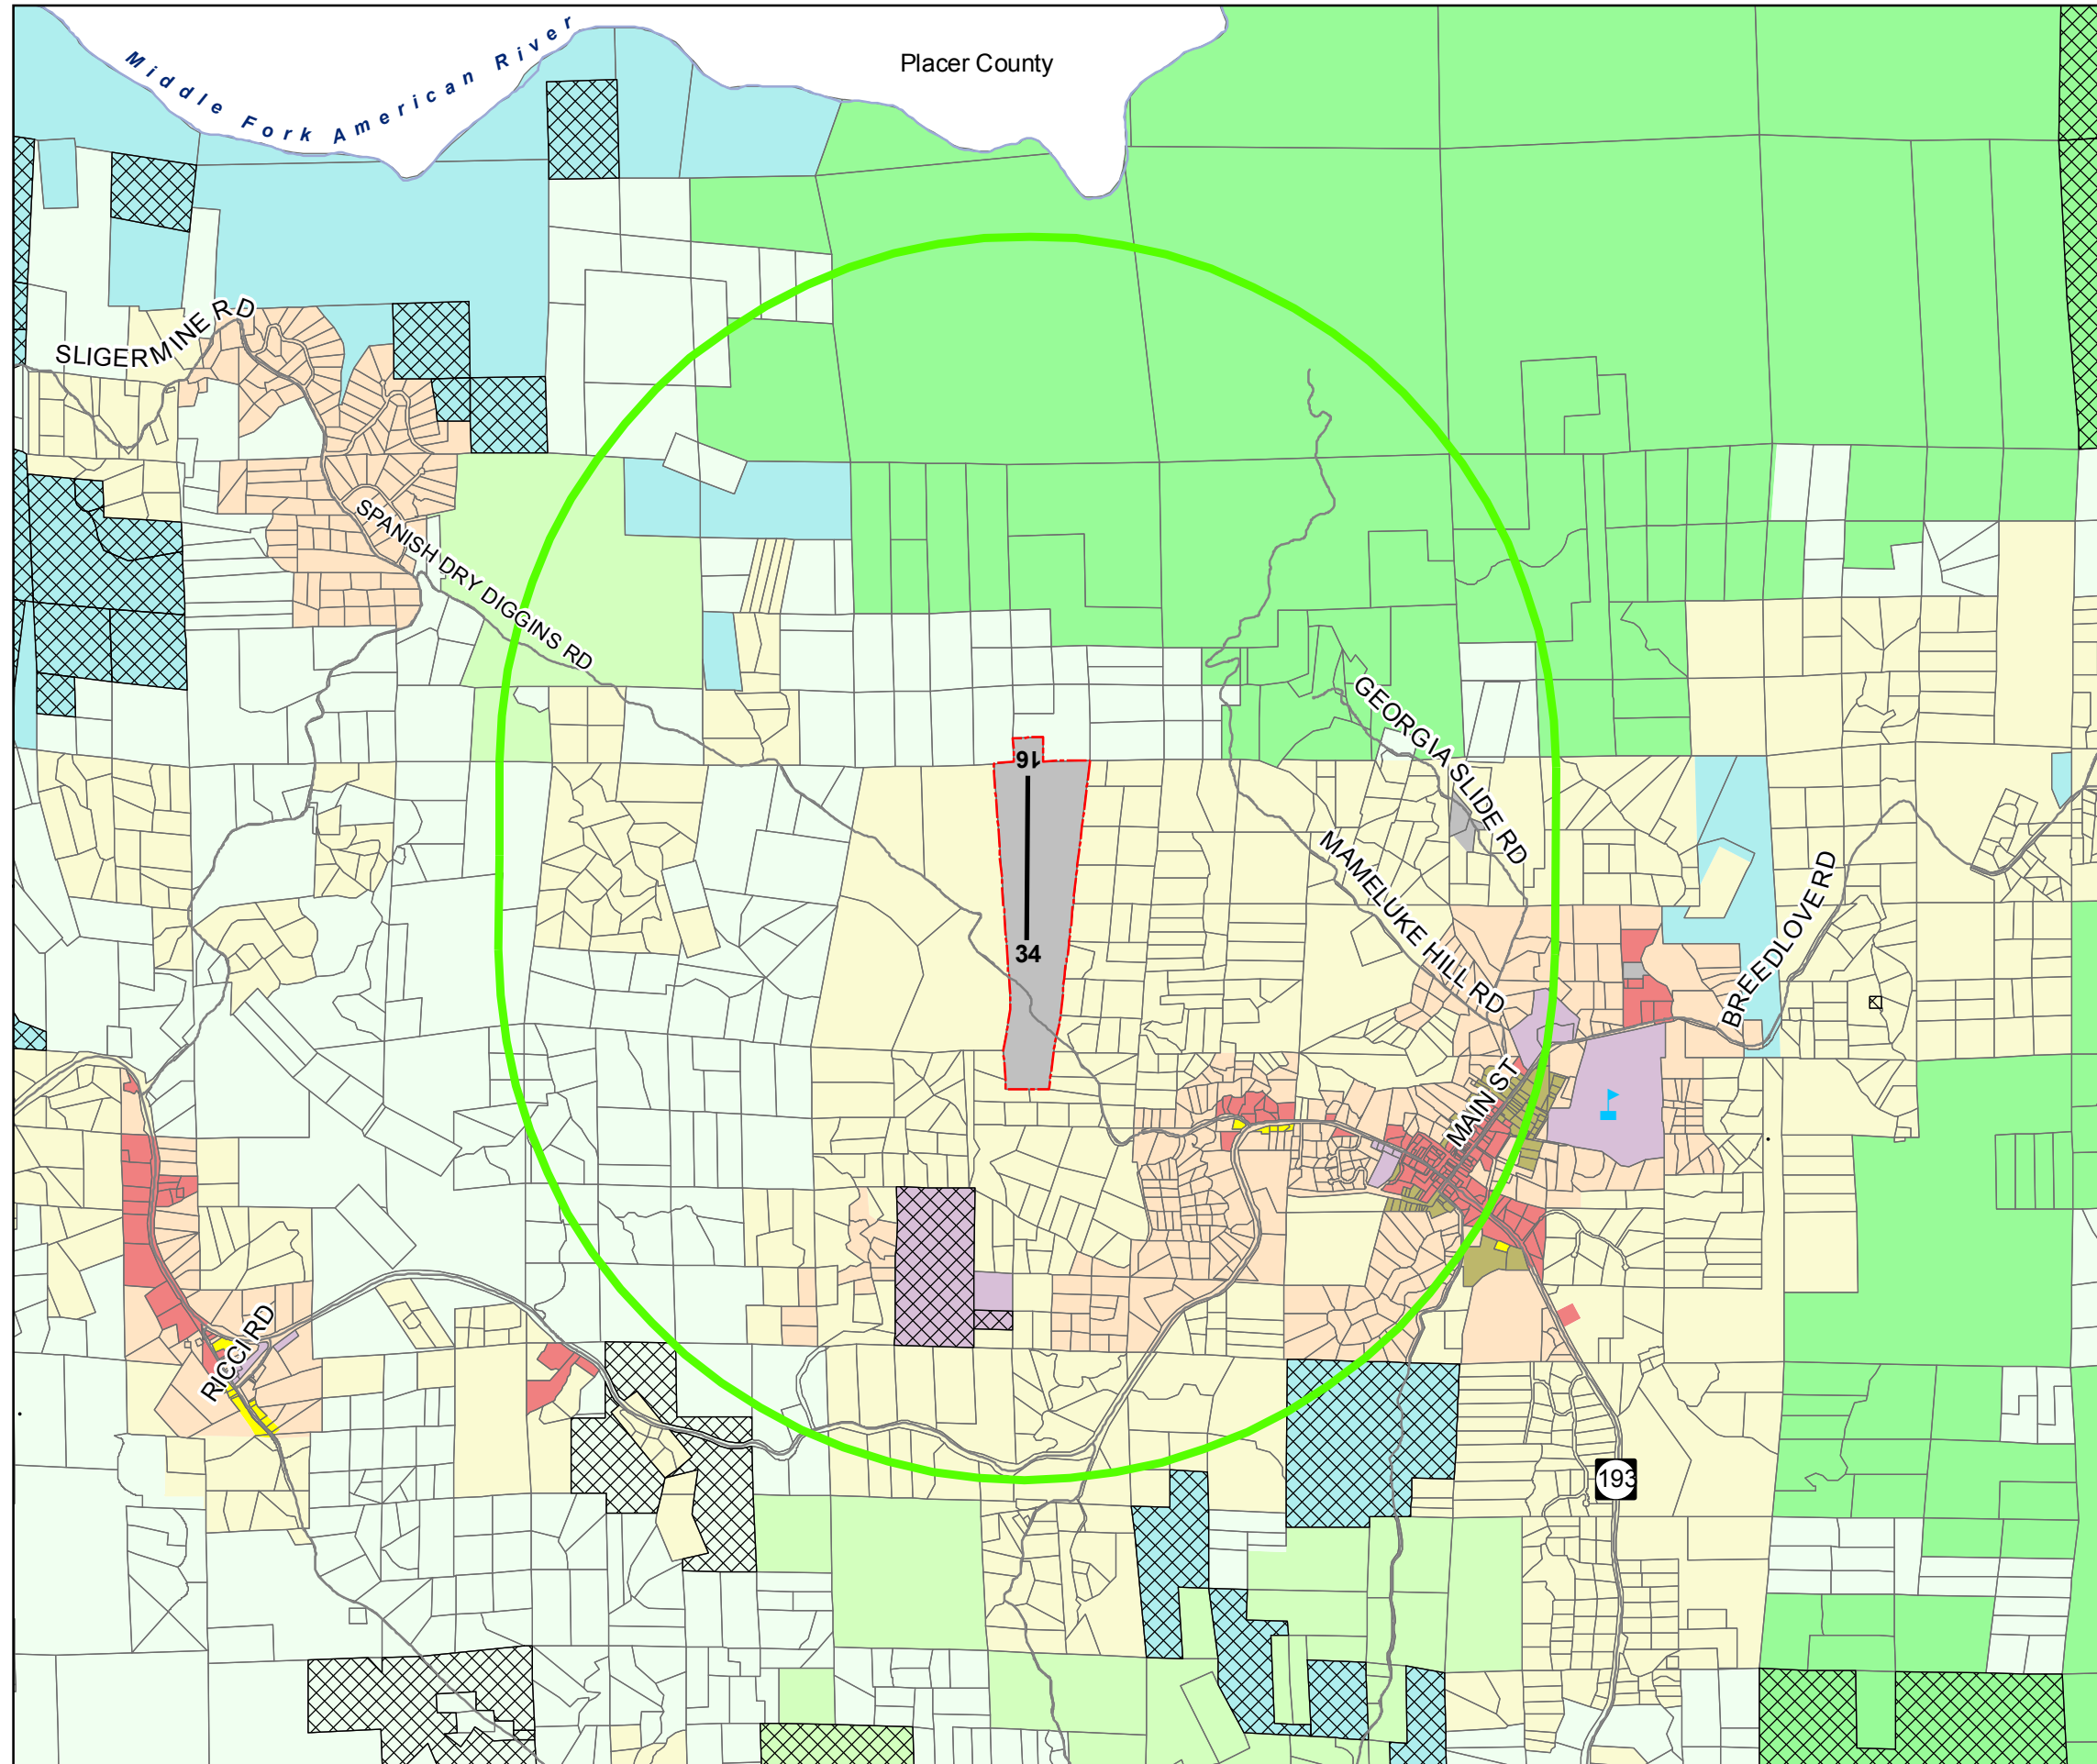 Placer County
Middle Fork American River
SLIGERMINE RD
SPANISH DRY DIGGINS RD
GEORGIA SLIDE RD
16
MAMELUKE HILL RD
BREEDLOVE RD
34
MAIN ST
RICCI RD
193